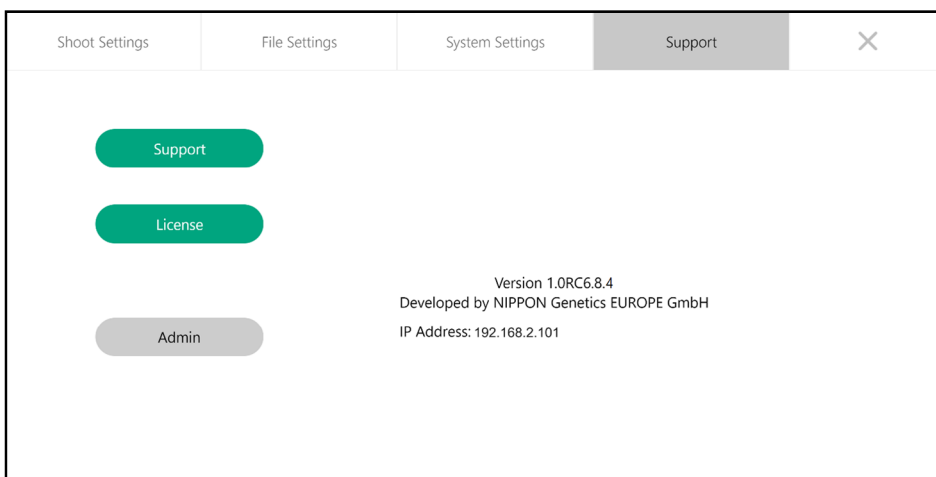 Shoot Settings
File Settings
System Settings
Support
Support
License
Version 1.0RC6.8.4
Developed by NIPPON Genetics EUROPE GmbH
IP Address: 192.168.2.101
Admin